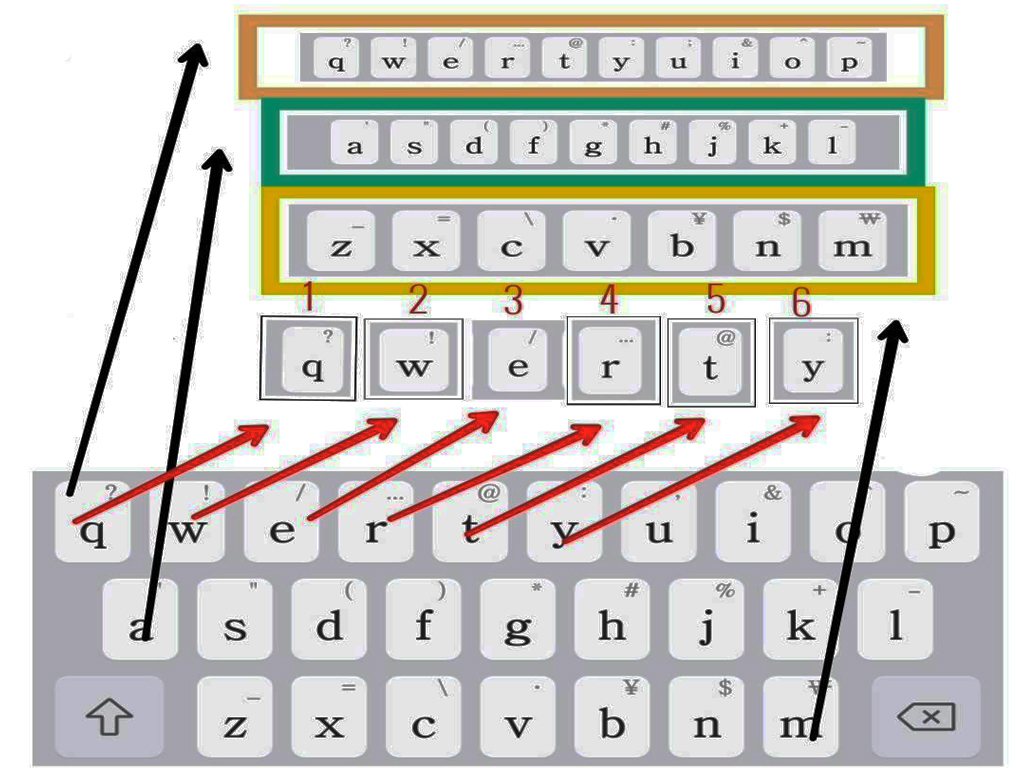 ? ! / ... @ : ; & ^ ~
q w e r t y u i o p
' " ( ) * # % + -
a s d f g h j k l
_ = \ · ¥ $ ₩
z x c v b n m
1 2 3 4 5 6
? ! / ... @ :
q w e r t y
? ! / ... @ : ; & ^ ~
q w e r t y u i o p
' " ( ) * # % + -
a s d f g h j k l
_ = \ · ¥ $ ₩
z x c v b n m